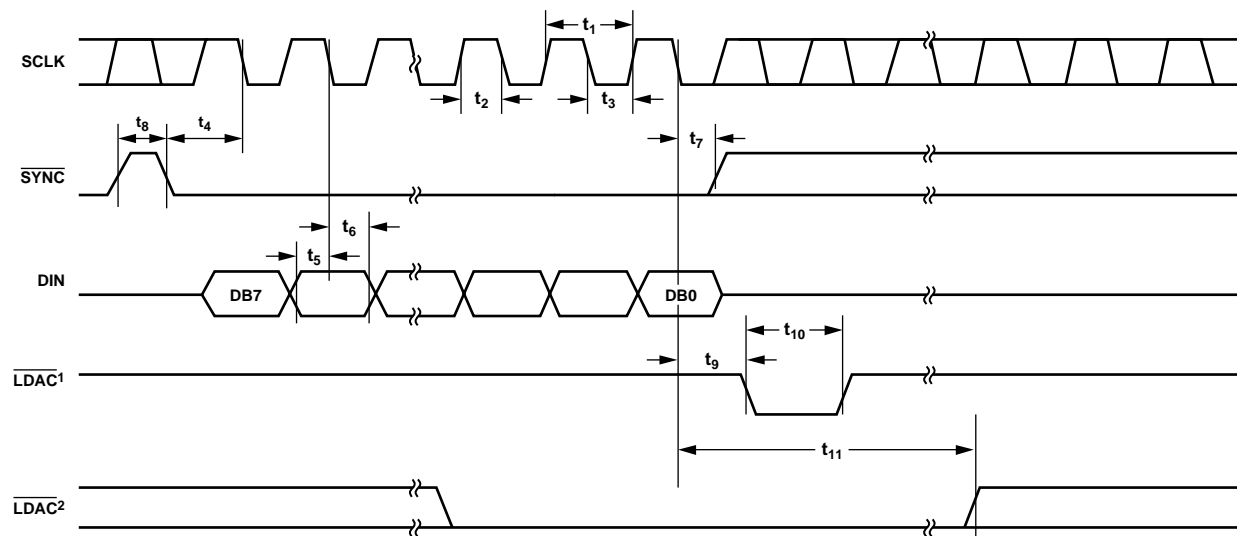 t1
SCLK
t2
t3
t8
t4
t7
SYNC
t6
t5
DIN
DB7
DB0
t10
t9
LDAC1
t11
LDAC2